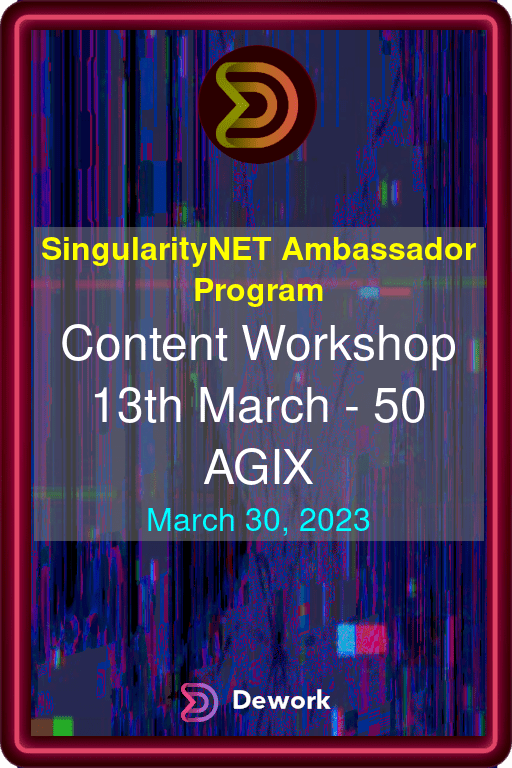 SingularityNET Ambassador
Program
Content Workshop
13th March - 50
AGIX
March 30, 2023
Dework